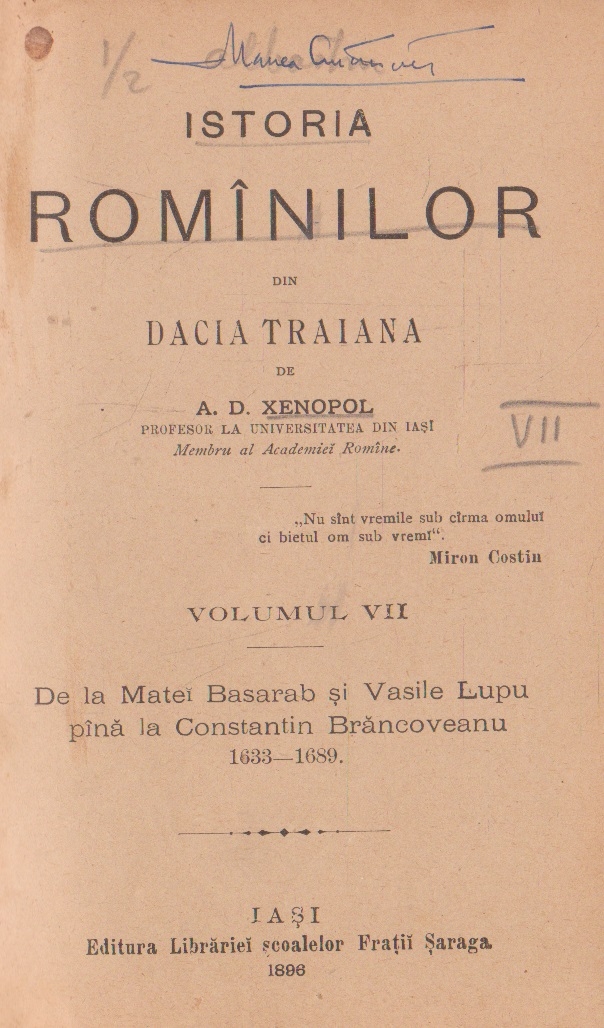 1/2
Manea
ISTORIA
ROMÎNILOR
DIN
DACIA TRAIANA
DE
A. D. XENOPOL
PROFESOR LA UNIVERSITATEA DIN IAȘI
Membru al Academieĭ Romîne.
VII
„Nu sînt vremile sub cîrma omuluĭ
ci bietul om sub vremĭ“.
Miron Costin
VOLUMUL VII
De la Mateĭ Basarab și Vasile Lupu
pînă la Constantin Brăncoveanu
1633—1689.
IAȘI
Editura Librărieĭ școalelor Frațiĭ Șaraga
1896